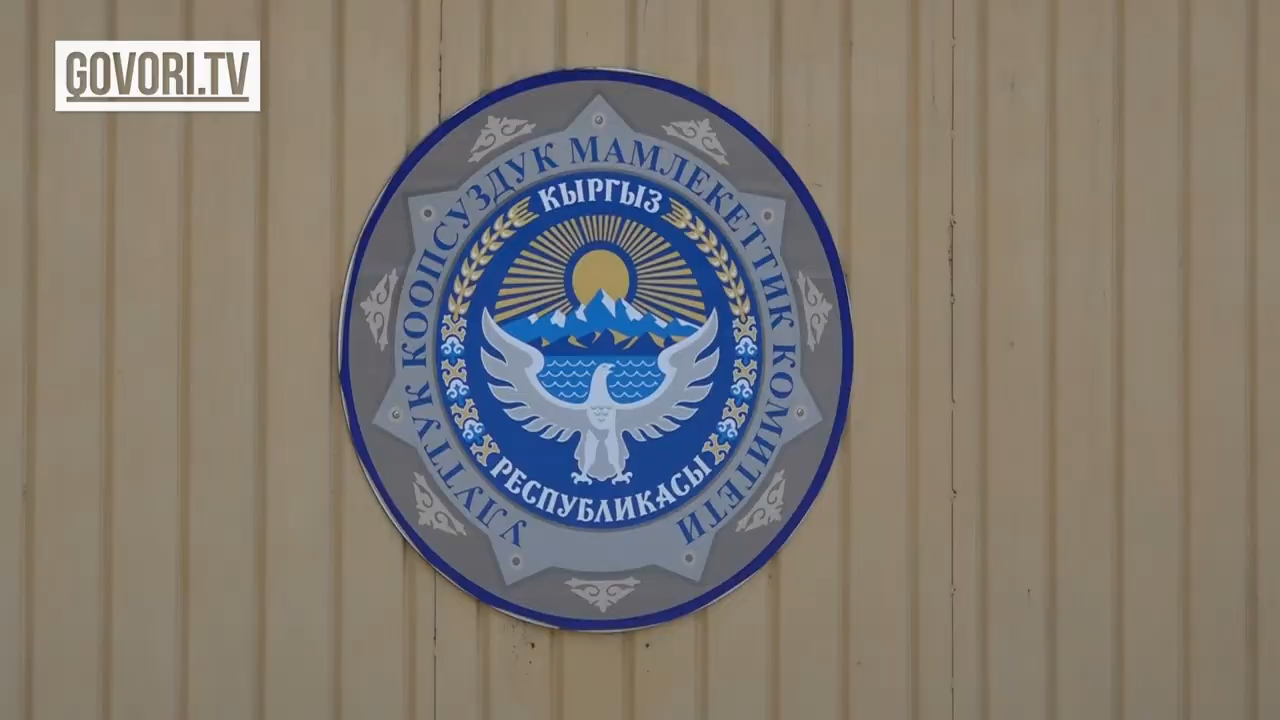 GOVORI.TV
УЛУТТУК КООПСУЗДУК МАМЛЕКЕТТИК КОМИТЕТИ
КЫРГЫЗ
РЕСПУБЛИКАСЫ